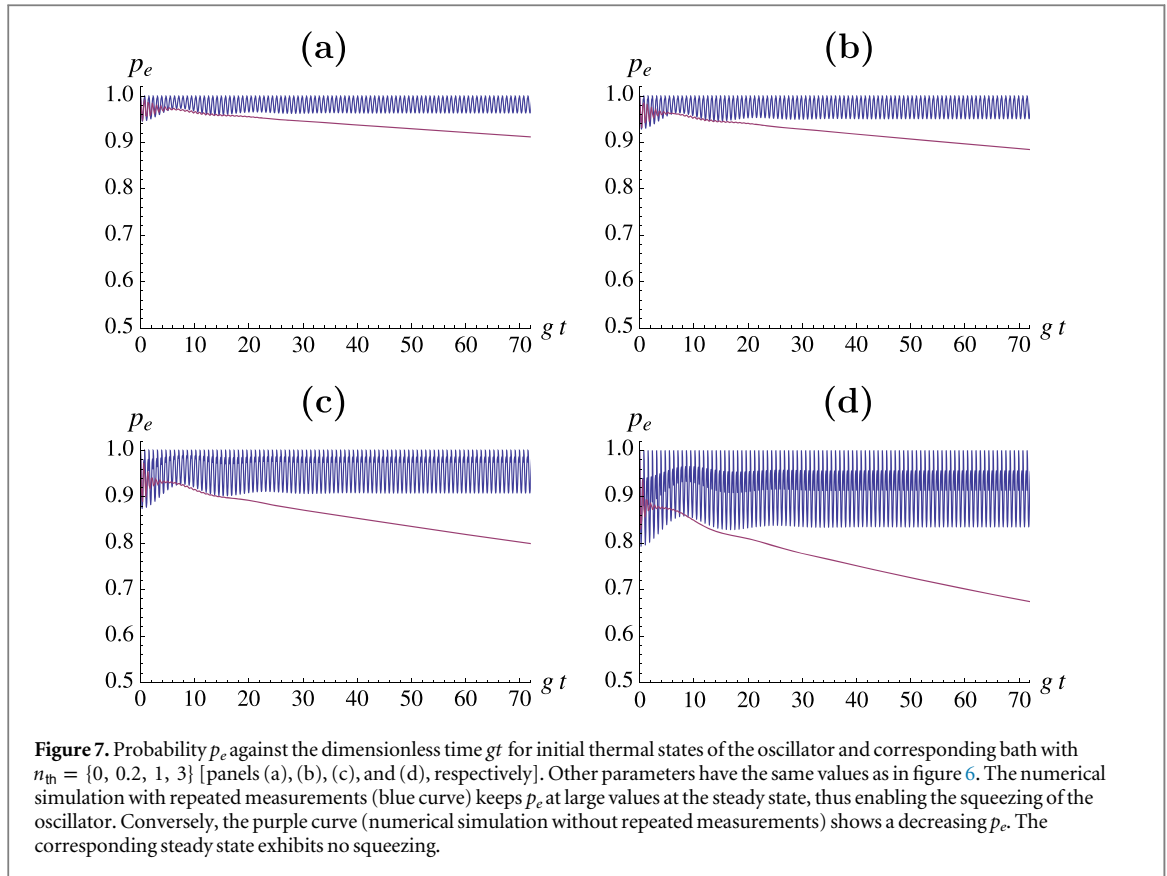 (a)
p_e
1.0
0.9
0.8
0.7
0.6
0.5
0 10 20 30 40 50 60 70
g t
(b)
p_e
1.0
0.9
0.8
0.7
0.6
0.5
0 10 20 30 40 50 60 70
g t
(c)
p_e
1.0
0.9
0.8
0.7
0.6
0.5
0 10 20 30 40 50 60 70
g t
(d)
p_e
1.0
0.9
0.8
0.7
0.6
0.5
0 10 20 30 40 50 60 70
g t
Figure 7. Probability p_e against the dimensionless time gt for initial thermal states of the oscillator and corresponding bath with
n_th = {0, 0.2, 1, 3} [panels (a), (b), (c), and (d), respectively]. Other parameters have the same values as in figure 6. The numerical
simulation with repeated measurements (blue curve) keeps p_e at large values at the steady state, thus enabling the squeezing of the
oscillator. Conversely, the purple curve (numerical simulation without repeated measurements) shows a decreasing p_e. The
corresponding steady state exhibits no squeezing.